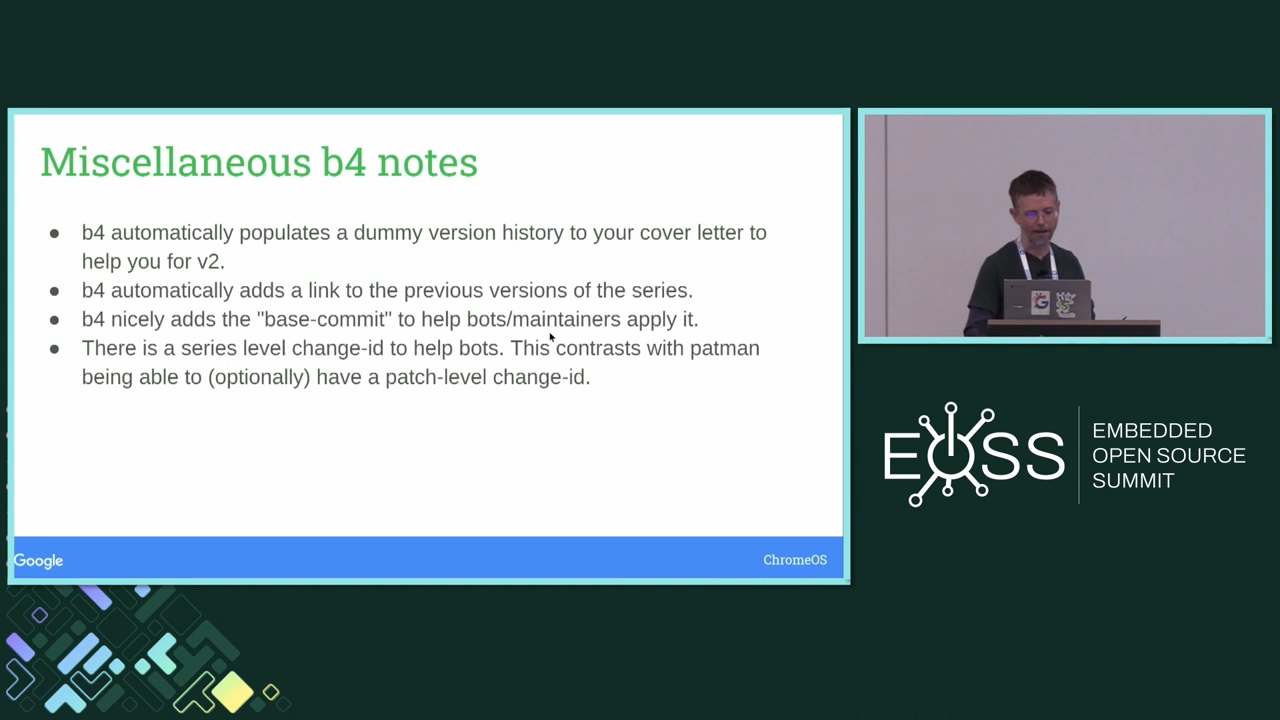 Miscellaneous b4 notes
● b4 automatically populates a dummy version history to your cover letter to
help you for v2.
● b4 automatically adds a link to the previous versions of the series.
● b4 nicely adds the "base-commit" to help bots/maintainers apply it.
● There is a series level change-id to help bots. This contrasts with patman
being able to (optionally) have a patch-level change-id.
Google
ChromeOS
G
EOSS
EMBEDDED
OPEN SOURCE
SUMMIT